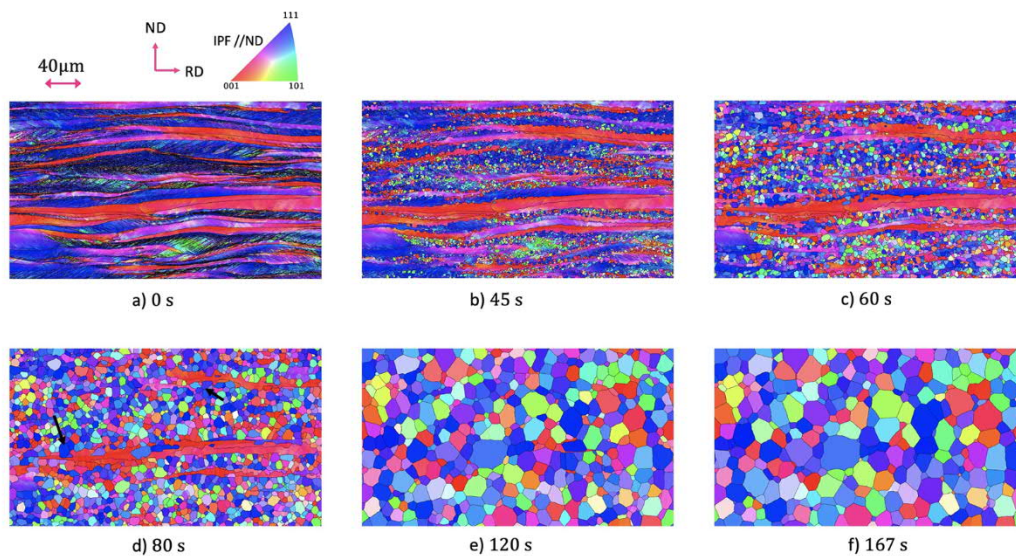 ND
RD
40μm
IPF //ND
111
001
101
a) 0 s
b) 45 s
c) 60 s
d) 80 s
e) 120 s
f) 167 s